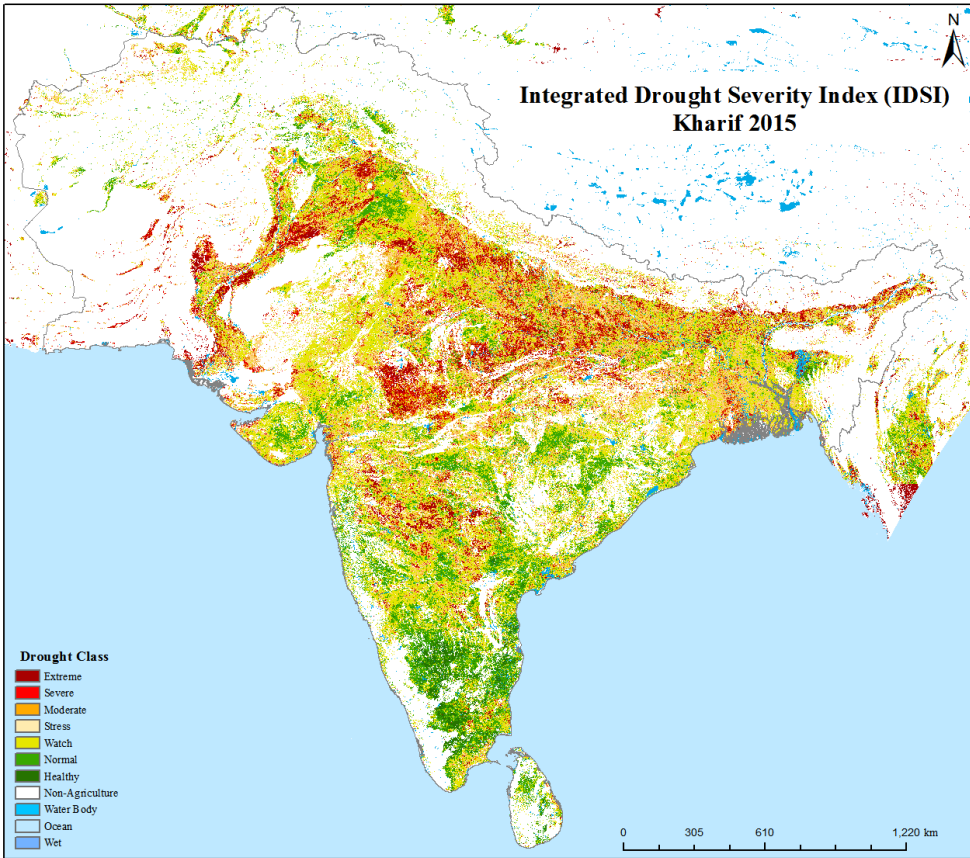 N
Integrated Drought Severity Index (IDSI)
Kharif 2015
Drought Class
Extreme
Severe
Moderate
Stress
Watch
Normal
Healthy
Non-Agriculture
Water Body
Ocean
Wet
0 305 610 1,220 km